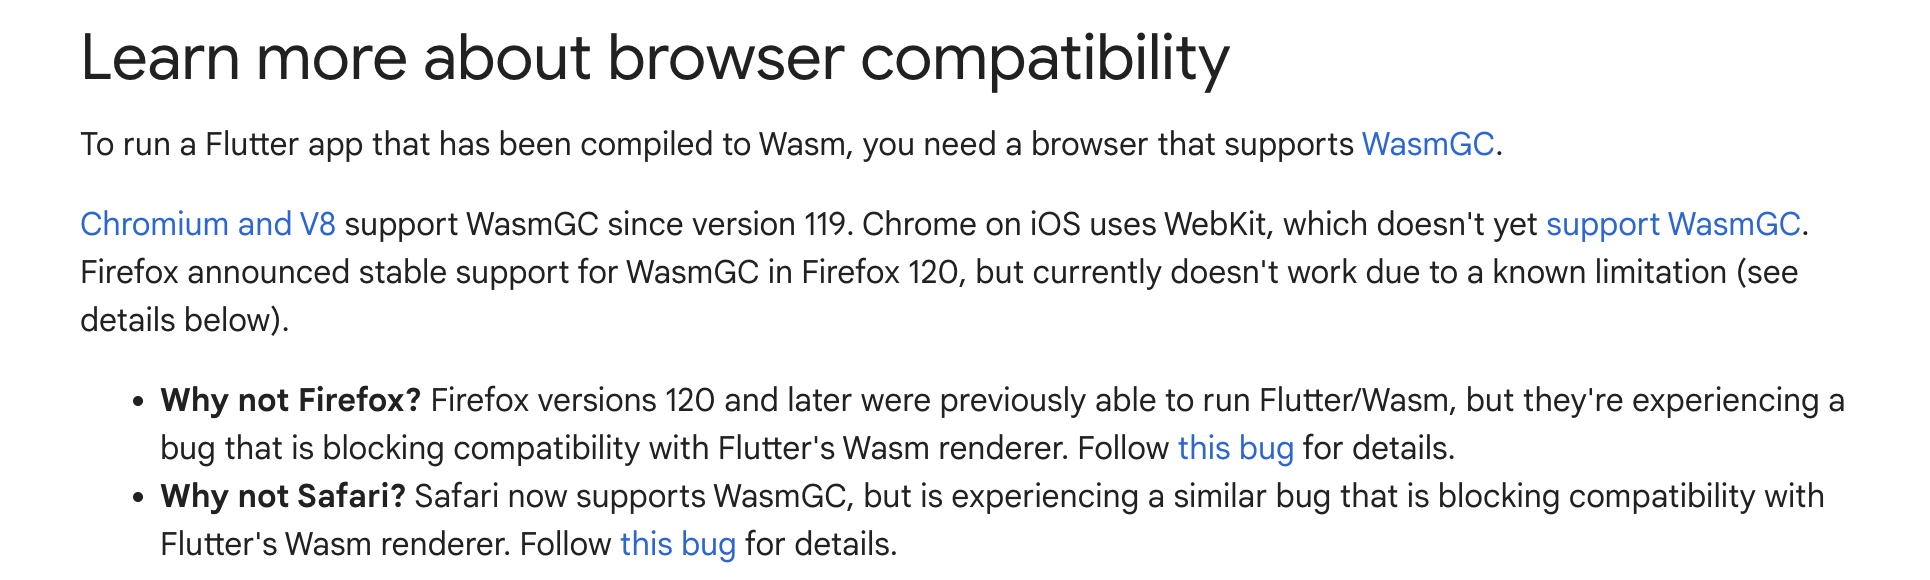 Learn more about browser compatibility
To run a Flutter app that has been compiled to Wasm, you need a browser that supports WasmGC.
Chromium and V8 support WasmGC since version 119. Chrome on iOS uses WebKit, which doesn't yet support WasmGC.
Firefox announced stable support for WasmGC in Firefox 120, but currently doesn't work due to a known limitation (see
details below).
• Why not Firefox? Firefox versions 120 and later were previously able to run Flutter/Wasm, but they're experiencing a
bug that is blocking compatibility with Flutter's Wasm renderer. Follow this bug for details.
• Why not Safari? Safari now supports WasmGC, but is experiencing a similar bug that is blocking compatibility with
Flutter's Wasm renderer. Follow this bug for details.